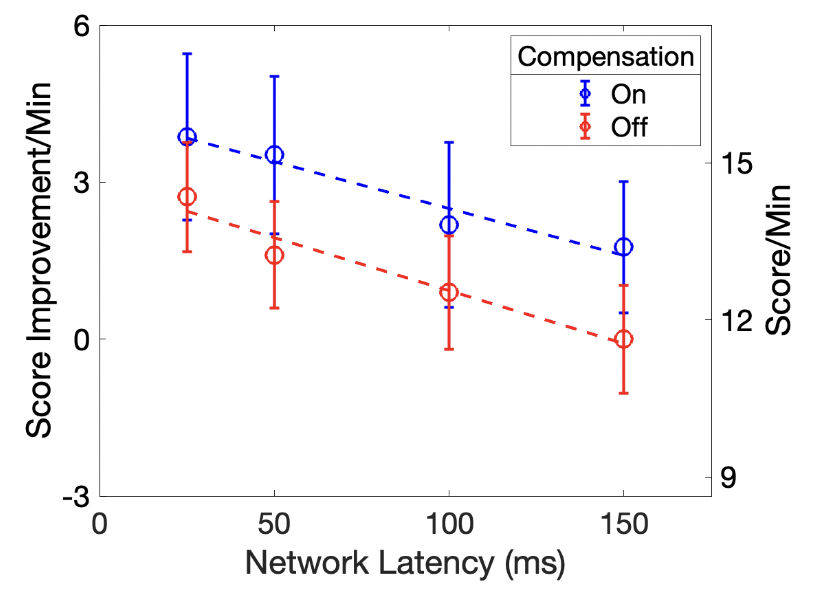 6
3
0
-3
Score Improvement/Min
Compensation
On
Off
15
12
9
Score/Min
0
50
100
150
Network Latency (ms)